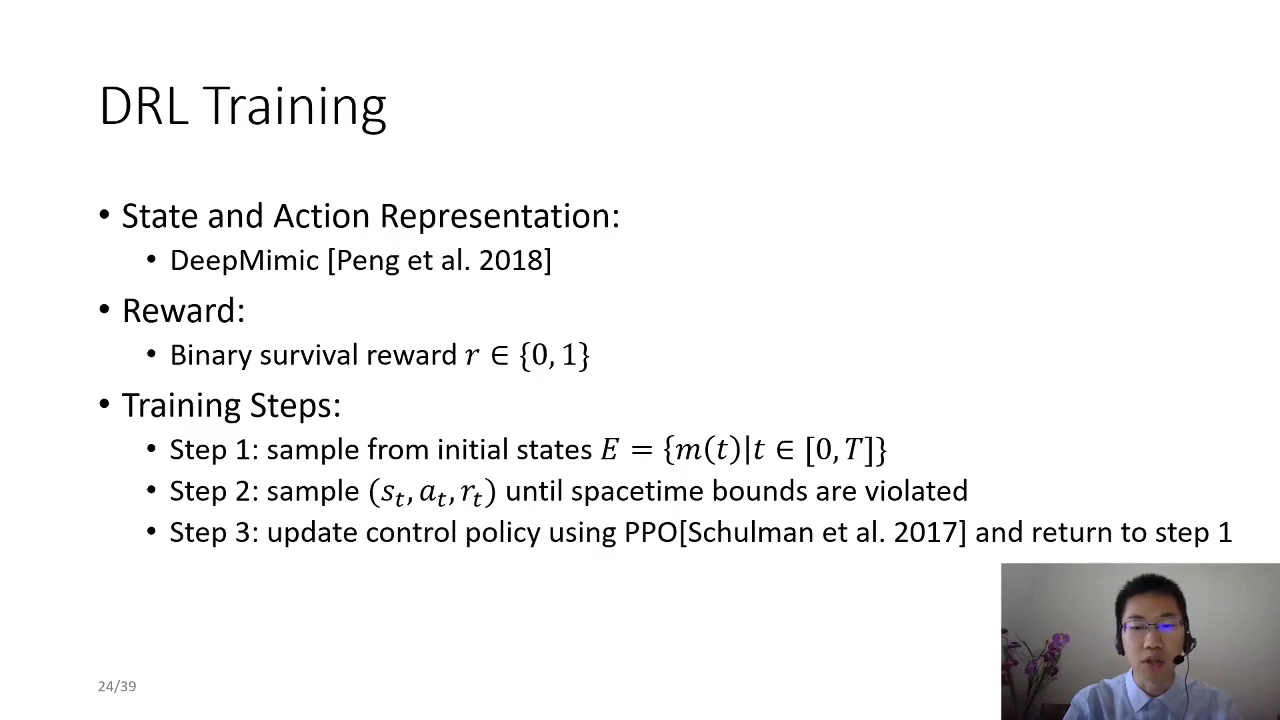 DRL Training
• State and Action Representation:
• DeepMimic [Peng et al. 2018]
• Reward:
• Binary survival reward 𝑟 ∈ {0, 1}
• Training Steps:
• Step 1: sample from initial states 𝐸 = {𝑚(𝑡)|𝑡 ∈ [0, 𝑇]}
• Step 2: sample (𝑠ₜ, 𝑎ₜ, 𝑟ₜ) until spacetime bounds are violated
• Step 3: update control policy using PPO[Schulman et al. 2017] and return to step 1
24/39